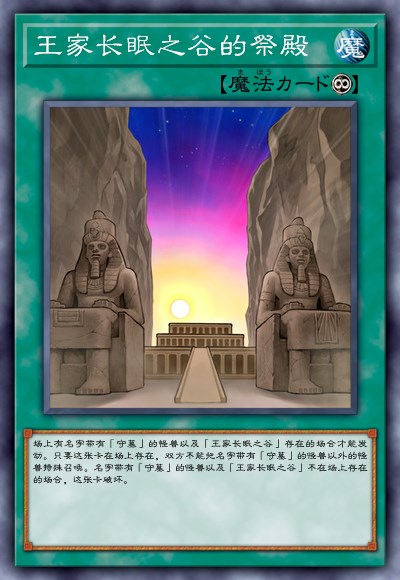 王家长眠之谷的祭殿
魔
【魔法カード】
まほう
场上有名字带有「守墓」的怪兽以及「王家长眠之谷」存在的场合才能发
动。只要这张卡在场上存在，双方不能把名字带有「守墓」的怪兽以外的怪
兽特殊召唤。名字带有「守墓」的怪兽以及「王家长眠之谷」不在场上存在
的场合，这张卡破坏。